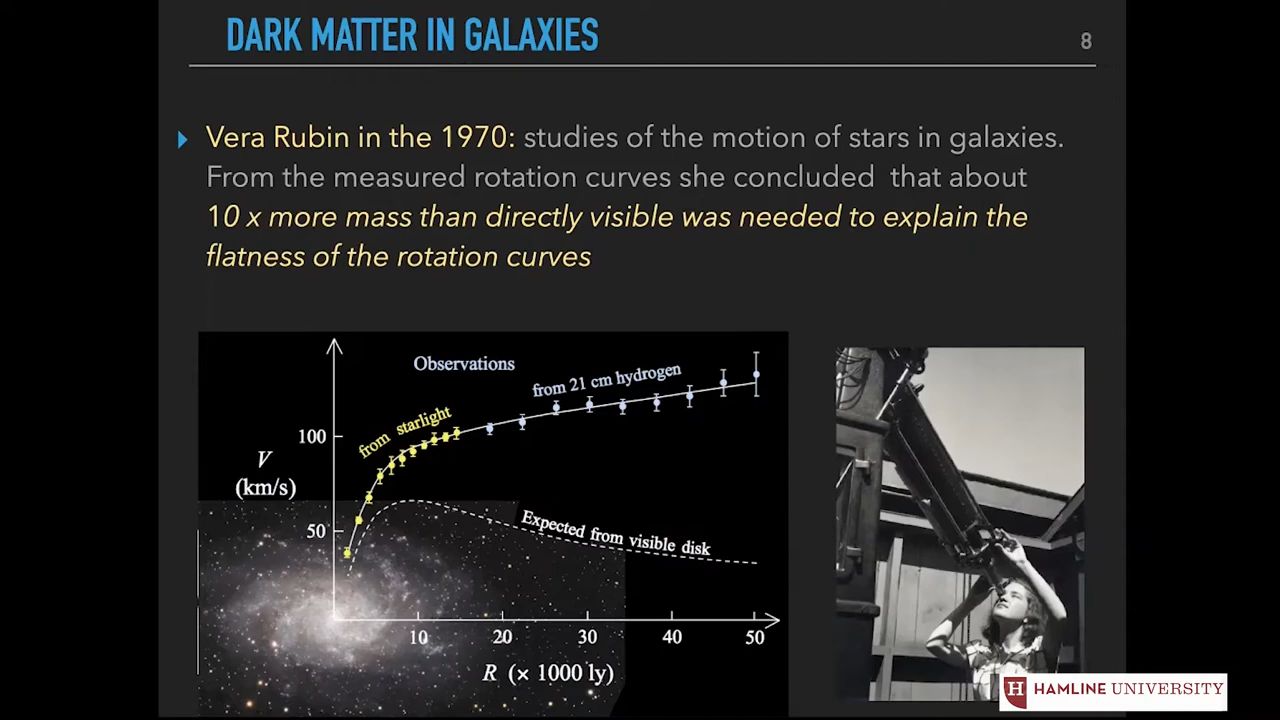 DARK MATTER IN GALAXIES
8
Vera Rubin in the 1970: studies of the motion of stars in galaxies.
From the measured rotation curves she concluded that about
10 x more mass than directly visible was needed to explain the
flatness of the rotation curves
Observations
from 21 cm hydrogen
from starlight
100
V
(km/s)
50
Expected from visible disk
10
20
30
40
50
R (× 1000 ly)
H HAMLINE UNIVERSITY